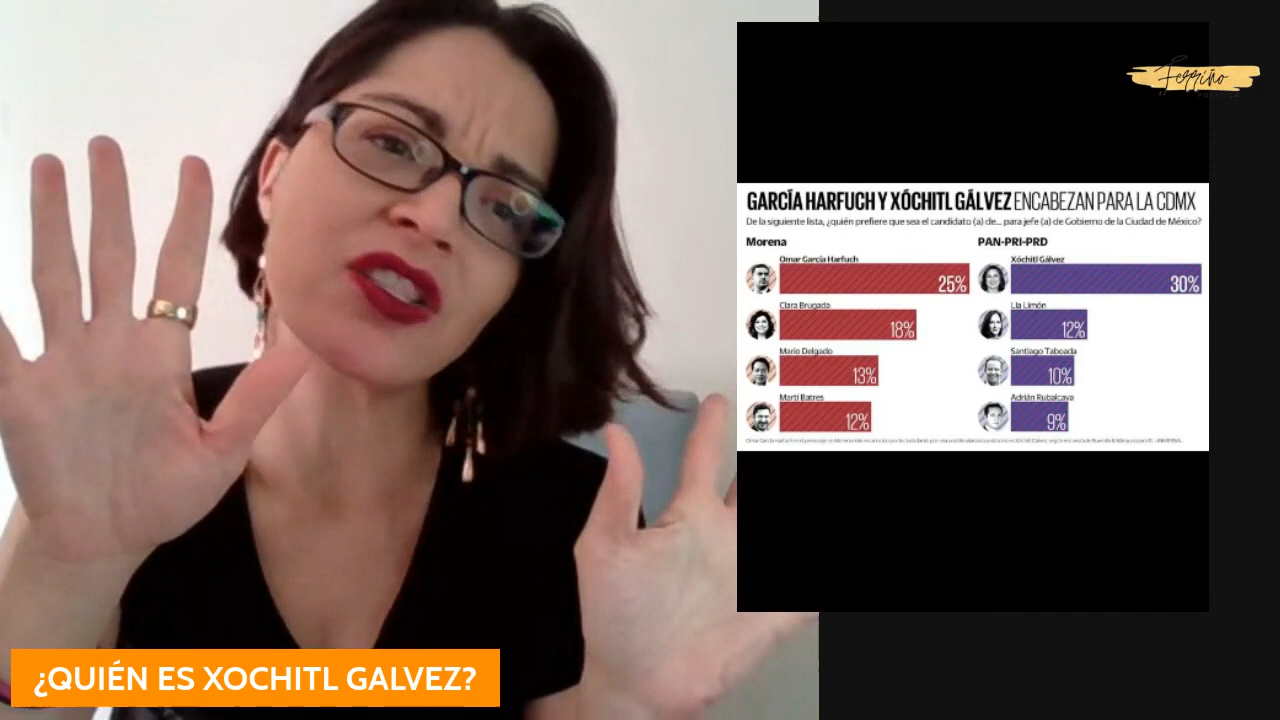 Ferriño
GARCÍA HARFUCH Y XÓCHITL GÁLVEZ ENCABEZAN PARA LA CDMX
De la siguiente lista, ¿quién prefiere que sea el candidato (a) de... para jefe (a) de Gobierno de la Ciudad de México?
Morena
Omar García Harfuch
25%
Clara Brugada
18%
Mario Delgado
13%
Martí Batres
12%
PAN-PRI-PRD
Xóchitl Gálvez
30%
Lía Limón
12%
Santiago Taboada
10%
Adrián Rubalcava
9%
¿QUIÉN ES XOCHITL GALVEZ?